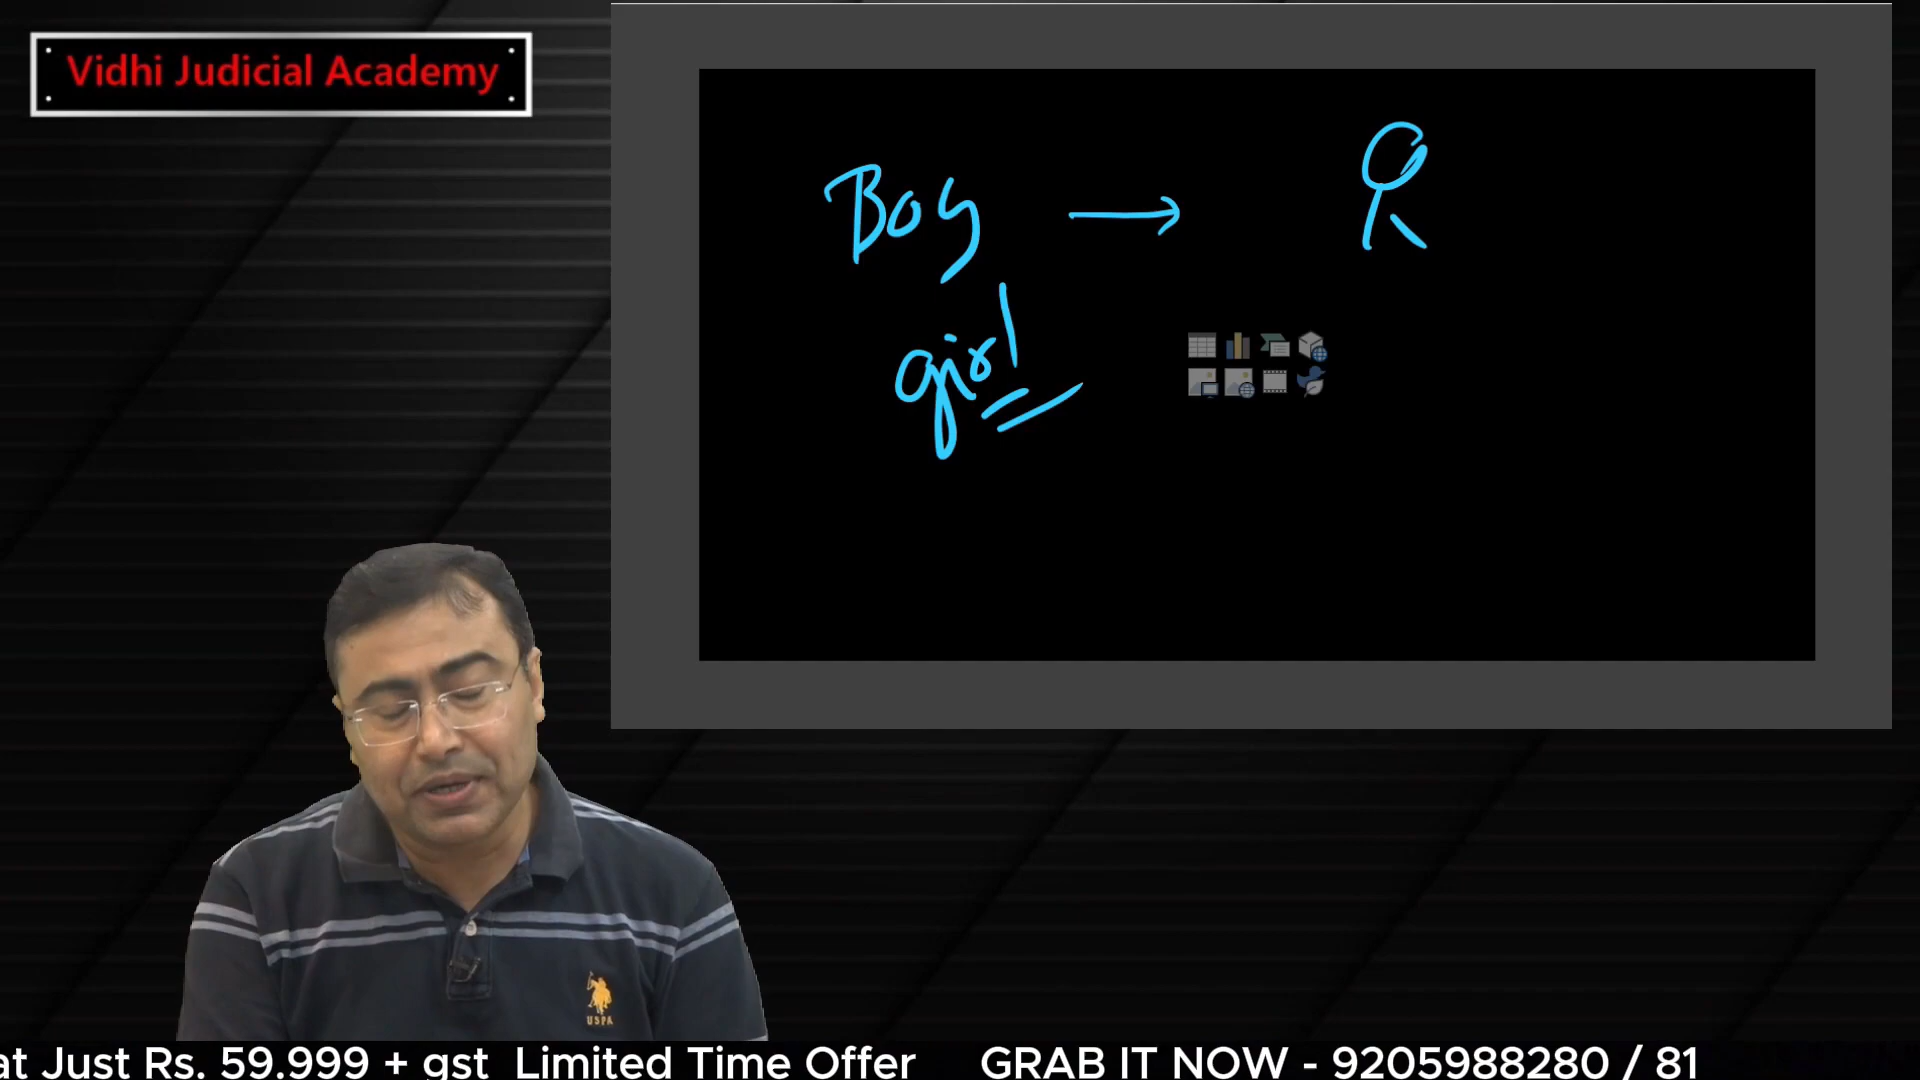 Vidhi Judicial Academy
Boy →
girl
USPA
at Just Rs. 59.999 + gst Limited Time Offer GRAB IT NOW - 9205988280 / 81